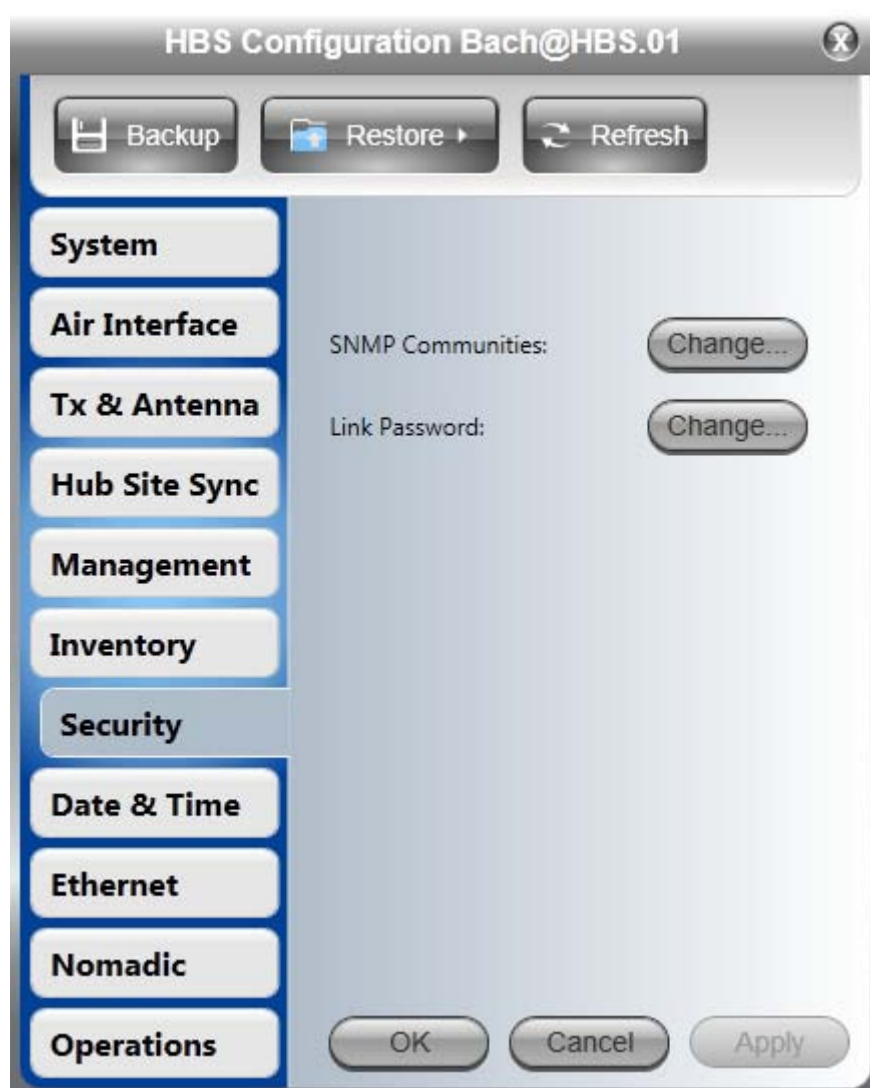 HBS Configuration Bach@HBS.01
Backup
Restore
Refresh
System
Air Interface
Tx & Antenna
Hub Site Sync
Management
Inventory
Security
Date & Time
Ethernet
Nomadic
Operations
SNMP Communities:
Change...
Link Password:
Change...
OK
Cancel
Apply